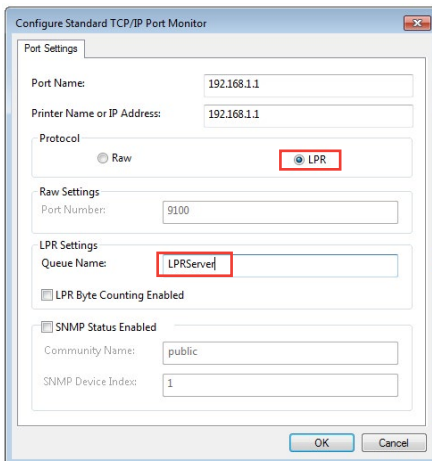 Configure Standard TCP/IP Port Monitor
Port Settings
Port Name: 192.168.1.1
Printer Name or IP Address: 192.168.1.1
Protocol
Raw LPR
Raw Settings
Port Number: 9100
LPR Settings
Queue Name: LPRServer
LPR Byte Counting Enabled
SNMP Status Enabled
Community Name: public
SNMP Device Index: 1
OK Cancel